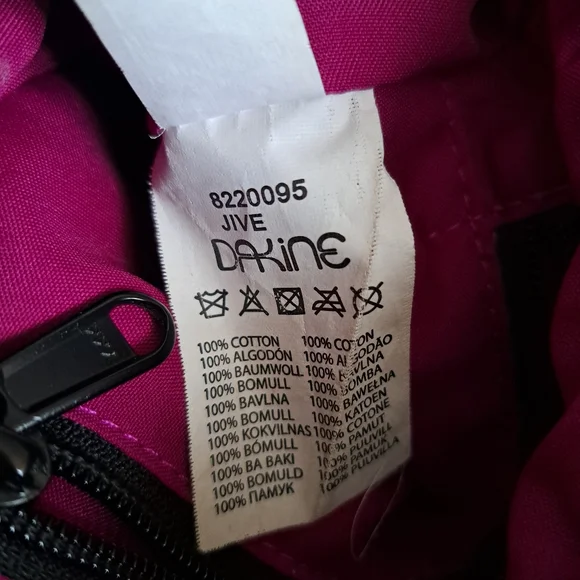 8220095
JIVE
DAKINE
100% COTTON 100% COTTON
100% ALGODÓN 100% ALGODÃO
100% BAUMWOLL 100% BAVLNA
100% BOMULL 100% BOMBA
100% BAVLNA 100% BAWEŁNA
100% BOMULL 100% KATOEN
100% KOKVILNAS 100% COTONE
100% BÓMULL 100% PAMUT
100% BA BAKI 100% PUUVILL
100% BOMULD 100% PAMUK
100% ПАМУК 100% PUUVILLA